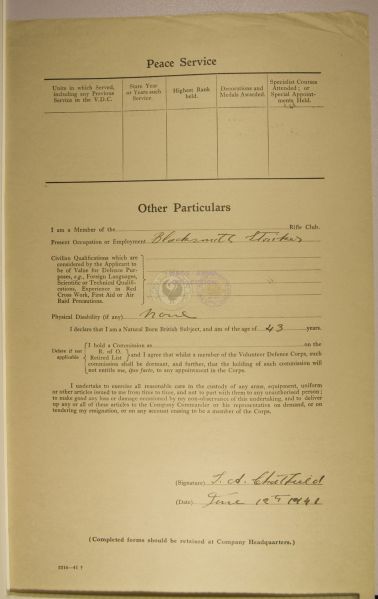 Peace Service
Units in which Served, including any Previous Service in the V.D.C.
State Year or Years such Service.
Highest Rank held.
Decorations and Medals Awarded.
Specialist Courses Attended; or Special Appointments Held.
Other Particulars
I am a Member of the Rifle Club.
Present Occupation or Employment Blacksmith Striker
Civilian Qualifications which are
considered by the Applicant to
be of Value for Defence Pur-
poses, e.g., Foreign Languages,
Scientific or Technical Qualifi-
cations, Experience in Red
Cross Work, First Aid or Air
Raid Precautions.
Physical Disability (if any) None
I declare that I am a Natural Born British Subject, and am of the age of 43 years.
Delete if not applicable
I hold a Commission as on the
R. of O.
Retired List
and I agree that whilst a member of the Volunteer Defence Corps, such
commission shall be dormant, and further, that the holding of such commission will
not entitle me, ipso facto, to any appointment in the Corps.
I undertake to exercise all reasonable care in the custody of any arms, equipment, uniform
or other articles issued to me from time to time, and not to part with them to any unauthorised person;
to make good any loss or damage occasioned by my non-observance of this undertaking, and to deliver
up any or all of these articles to the Company Commander or his representative on demand, or on
tendering my resignation, or on any account ceasing to be a member of the Corps.
(Signature) A. Chatfield
(Date) June 12th
(Completed forms should be retained at Company Headquarters.)